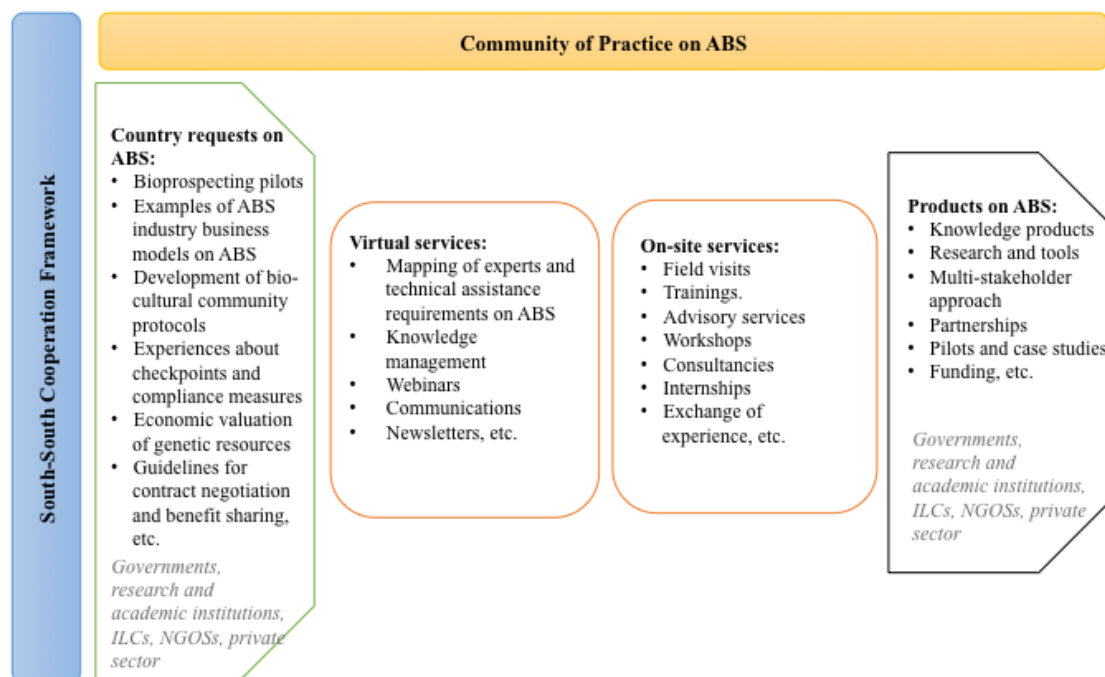 South-South Cooperation Framework
Community of Practice on ABS
Country requests on
ABS:
• Bioprospecting pilots
• Examples of ABS
industry business
models on ABS
• Development of bio-
cultural community
protocols
• Experiences about
checkpoints and
compliance measures
• Economic valuation
of genetic resources
• Guidelines for
contract negotiation
and benefit sharing,
etc.
Governments,
research and
academic institutions,
ILCs, NGOSs, private
sector
Virtual services:
• Mapping of experts and
technical assistance
requirements on ABS
• Knowledge
management
• Webinars
• Communications
• Newsletters, etc.
On-site services:
• Field visits
• Trainings.
• Advisory services
• Workshops
• Consultancies
• Internships
• Exchange of
experience, etc.
Products on ABS:
• Knowledge products
• Research and tools
• Multi-stakeholder
approach
• Partnerships
• Pilots and case studies
• Funding, etc.
Governments,
research and
academic institutions,
ILCs, NGOSs, private
sector